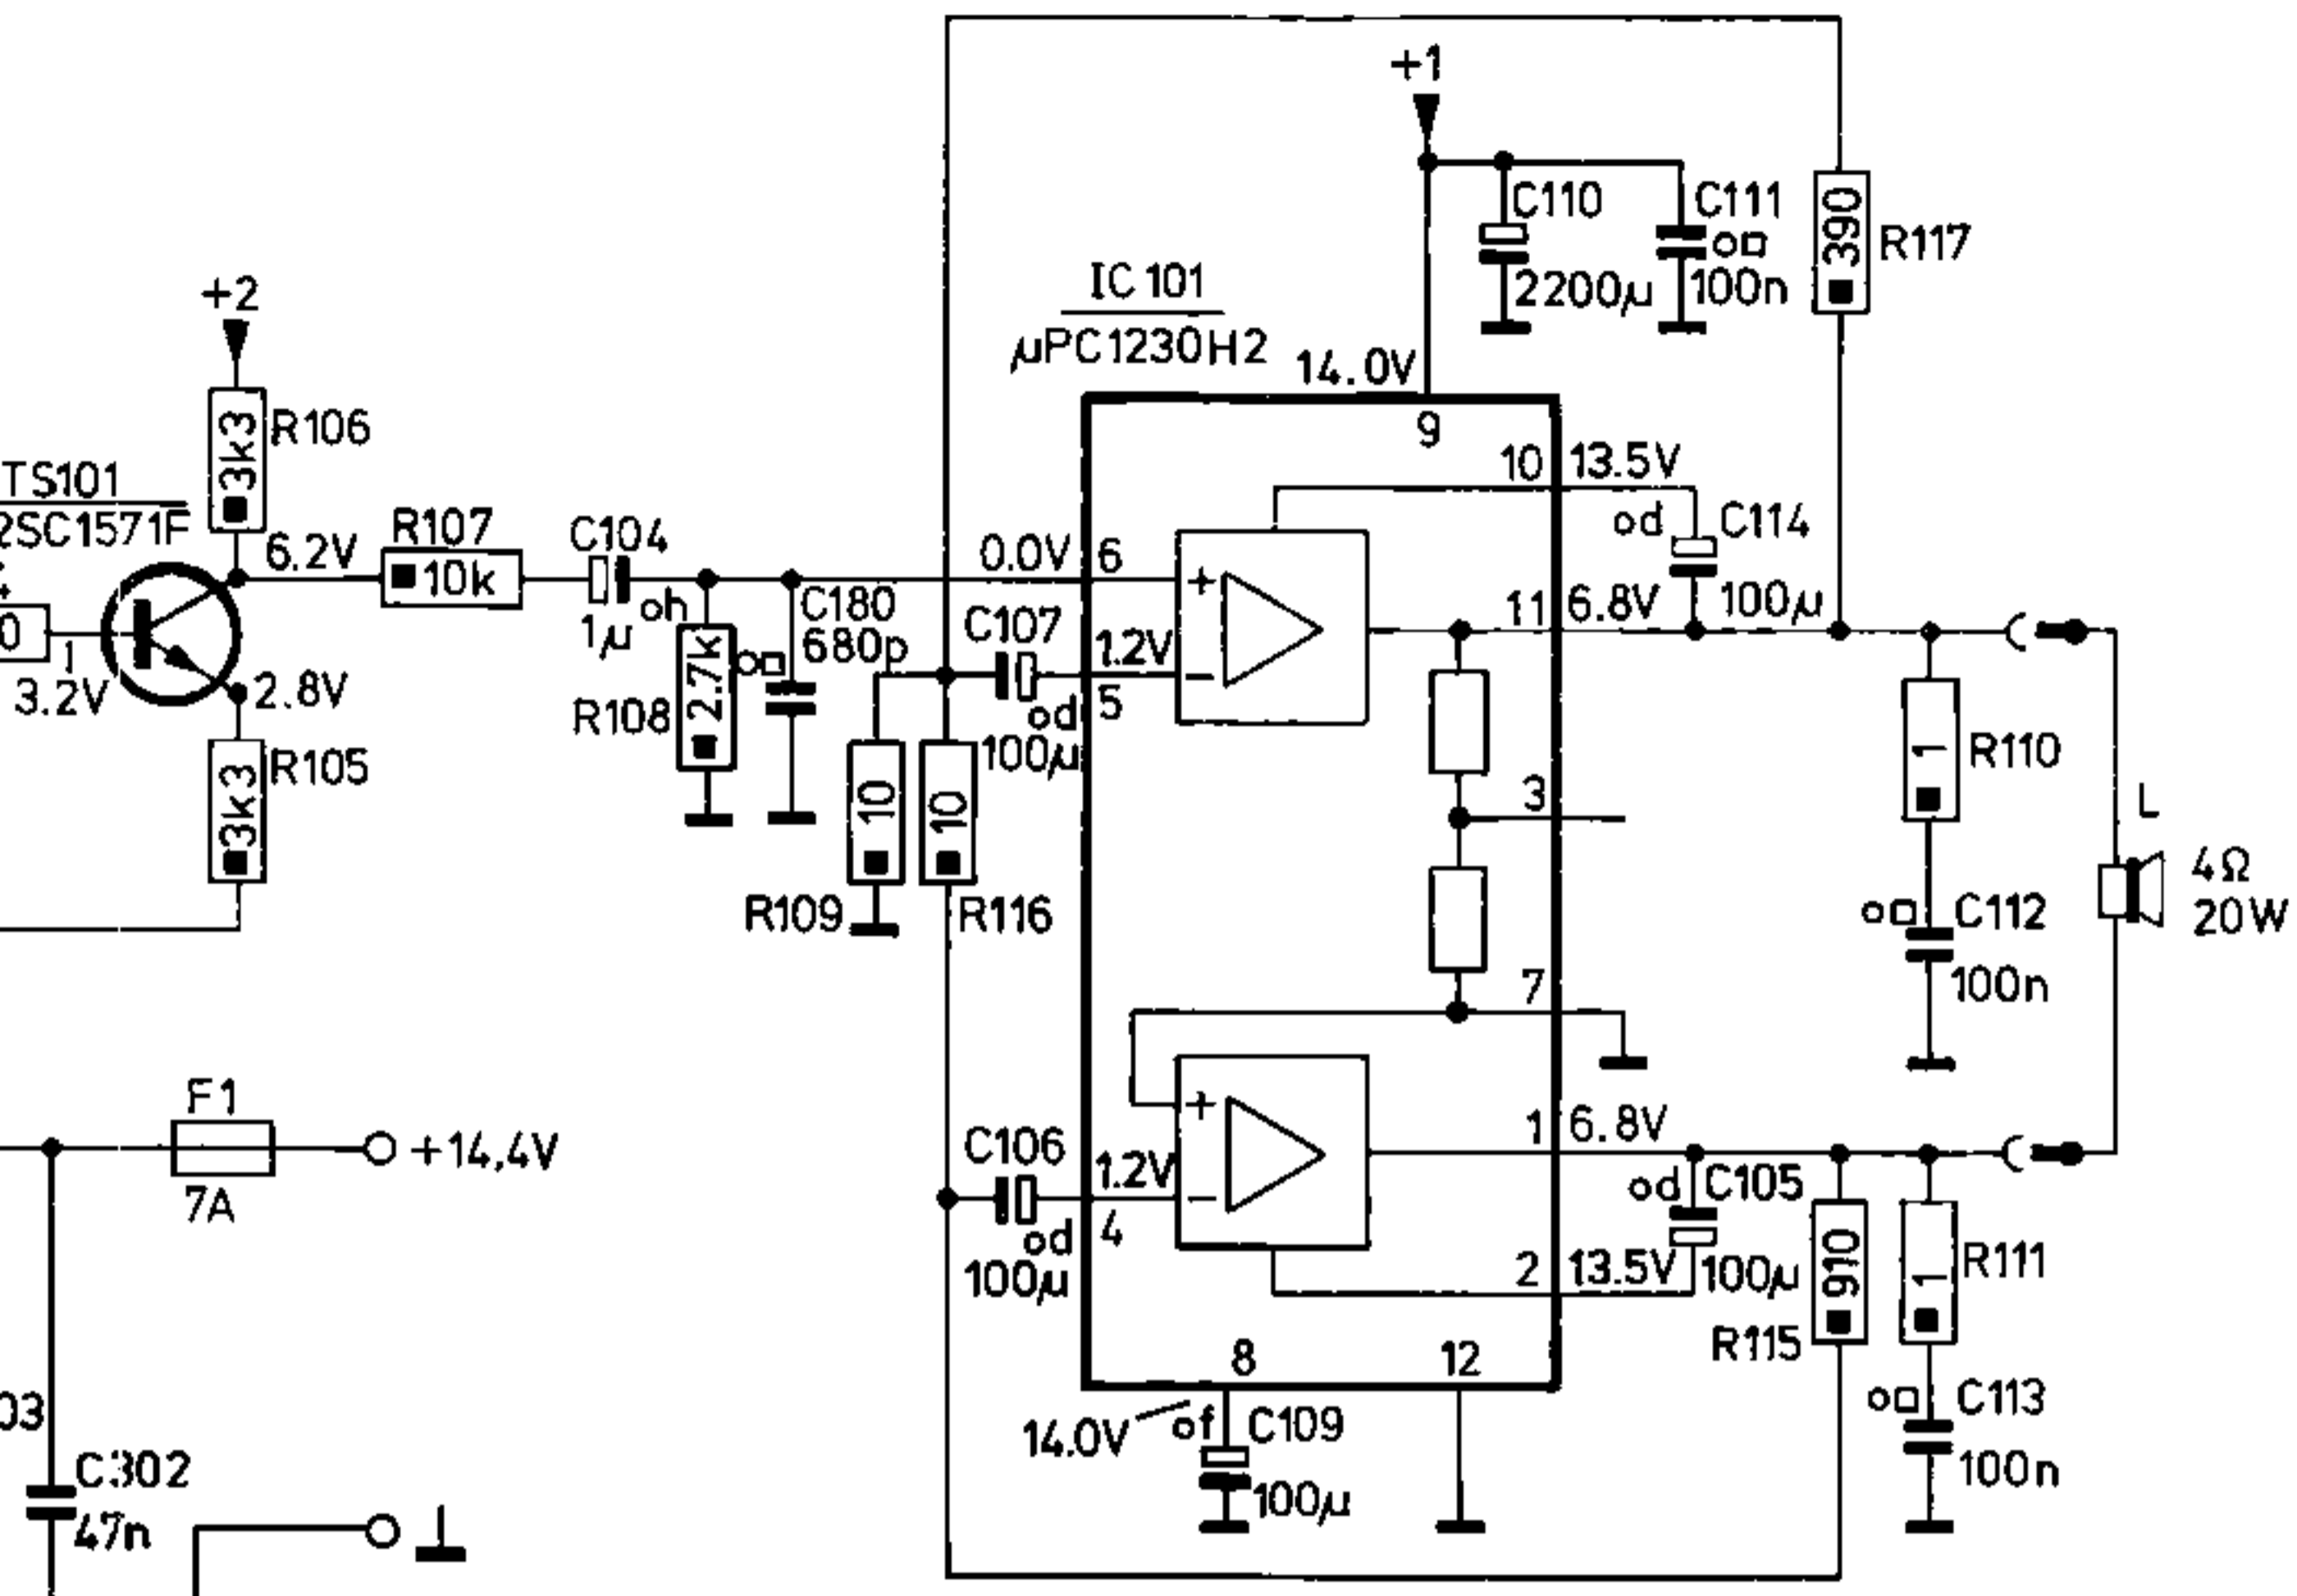 +1
C110
C111
2200µ
100n
390
R117
IC 101
µPC1230H2
14.0V
9
+2
3k3
R106
TS101
2SC1571F
6.2V
R107
10k
C104
1µ
oh
0.0V
6
10
13.5V
od
C114
100µ
11
6.8V
+
C180
680p
C107
1.2V
5
od
100µ
−
0
1
3.2V
2.8V
2.7k
R108
3k3
R105
10
R109
10
R116
3
7
1
R110
L
4Ω
20W
C112
100n
F1
7A
+14,4V
C106
1.2V
4
od
100µ
+
−
1
6.8V
od
C105
100µ
2
13.5V
910
R115
1
R111
C113
100n
8
12
14.0V
of
C109
100µ
03
C302
47n